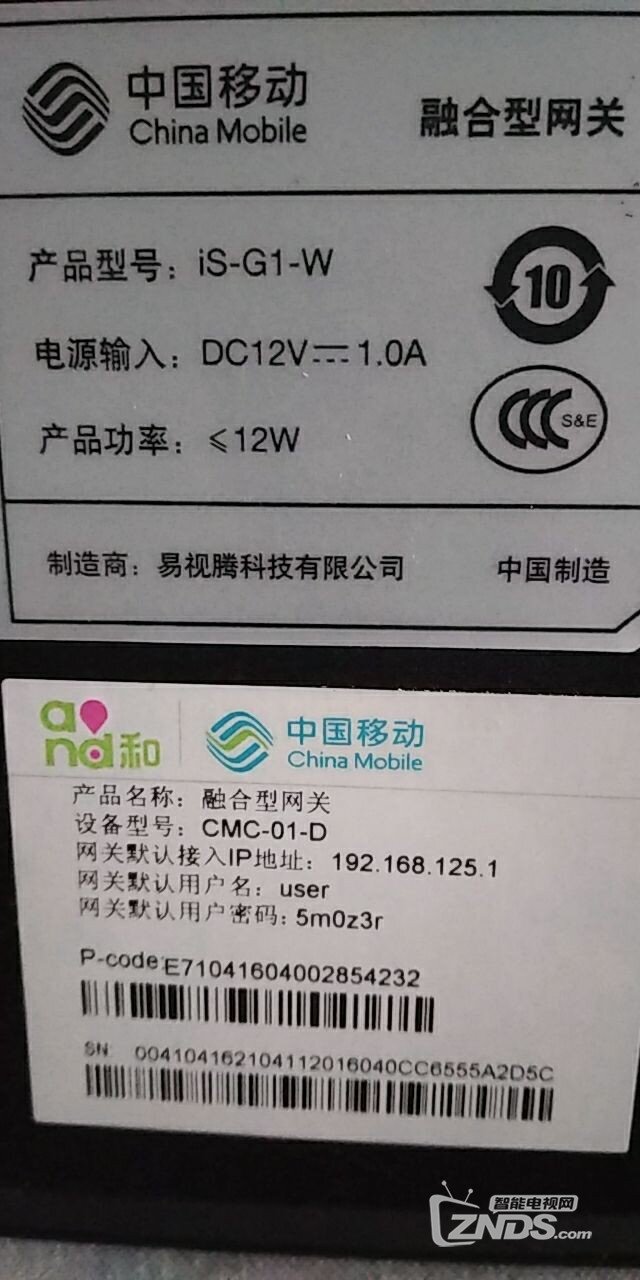 中国移动
China Mobile
融合型网关
产品型号：iS-G1-W
10
电源输入：DC12V⎓1.0A
CCC S&E
产品功率：≤12W
制造商：易视腾科技有限公司 中国制造
and和 中国移动
China Mobile
产品名称：融合型网关
设备型号：CMC-01-D
网关默认接入IP地址：192.168.125.1
网关默认用户名：user
网关默认用户密码：5m0z3r
P-code:E71041604002854232
SN 004104162104112016040CC6555A2D5C
智能电视网
ZNDS.com